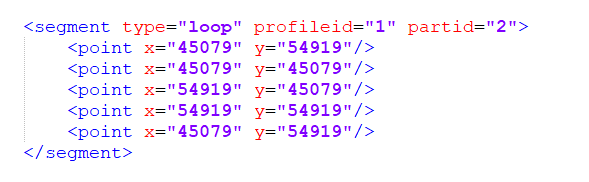 <segment type="loop" profileid="1" partid="2">
<point x="45079" y="54919"/>
<point x="45079" y="45079"/>
<point x="54919" y="45079"/>
<point x="54919" y="54919"/>
<point x="45079" y="54919"/>
</segment>